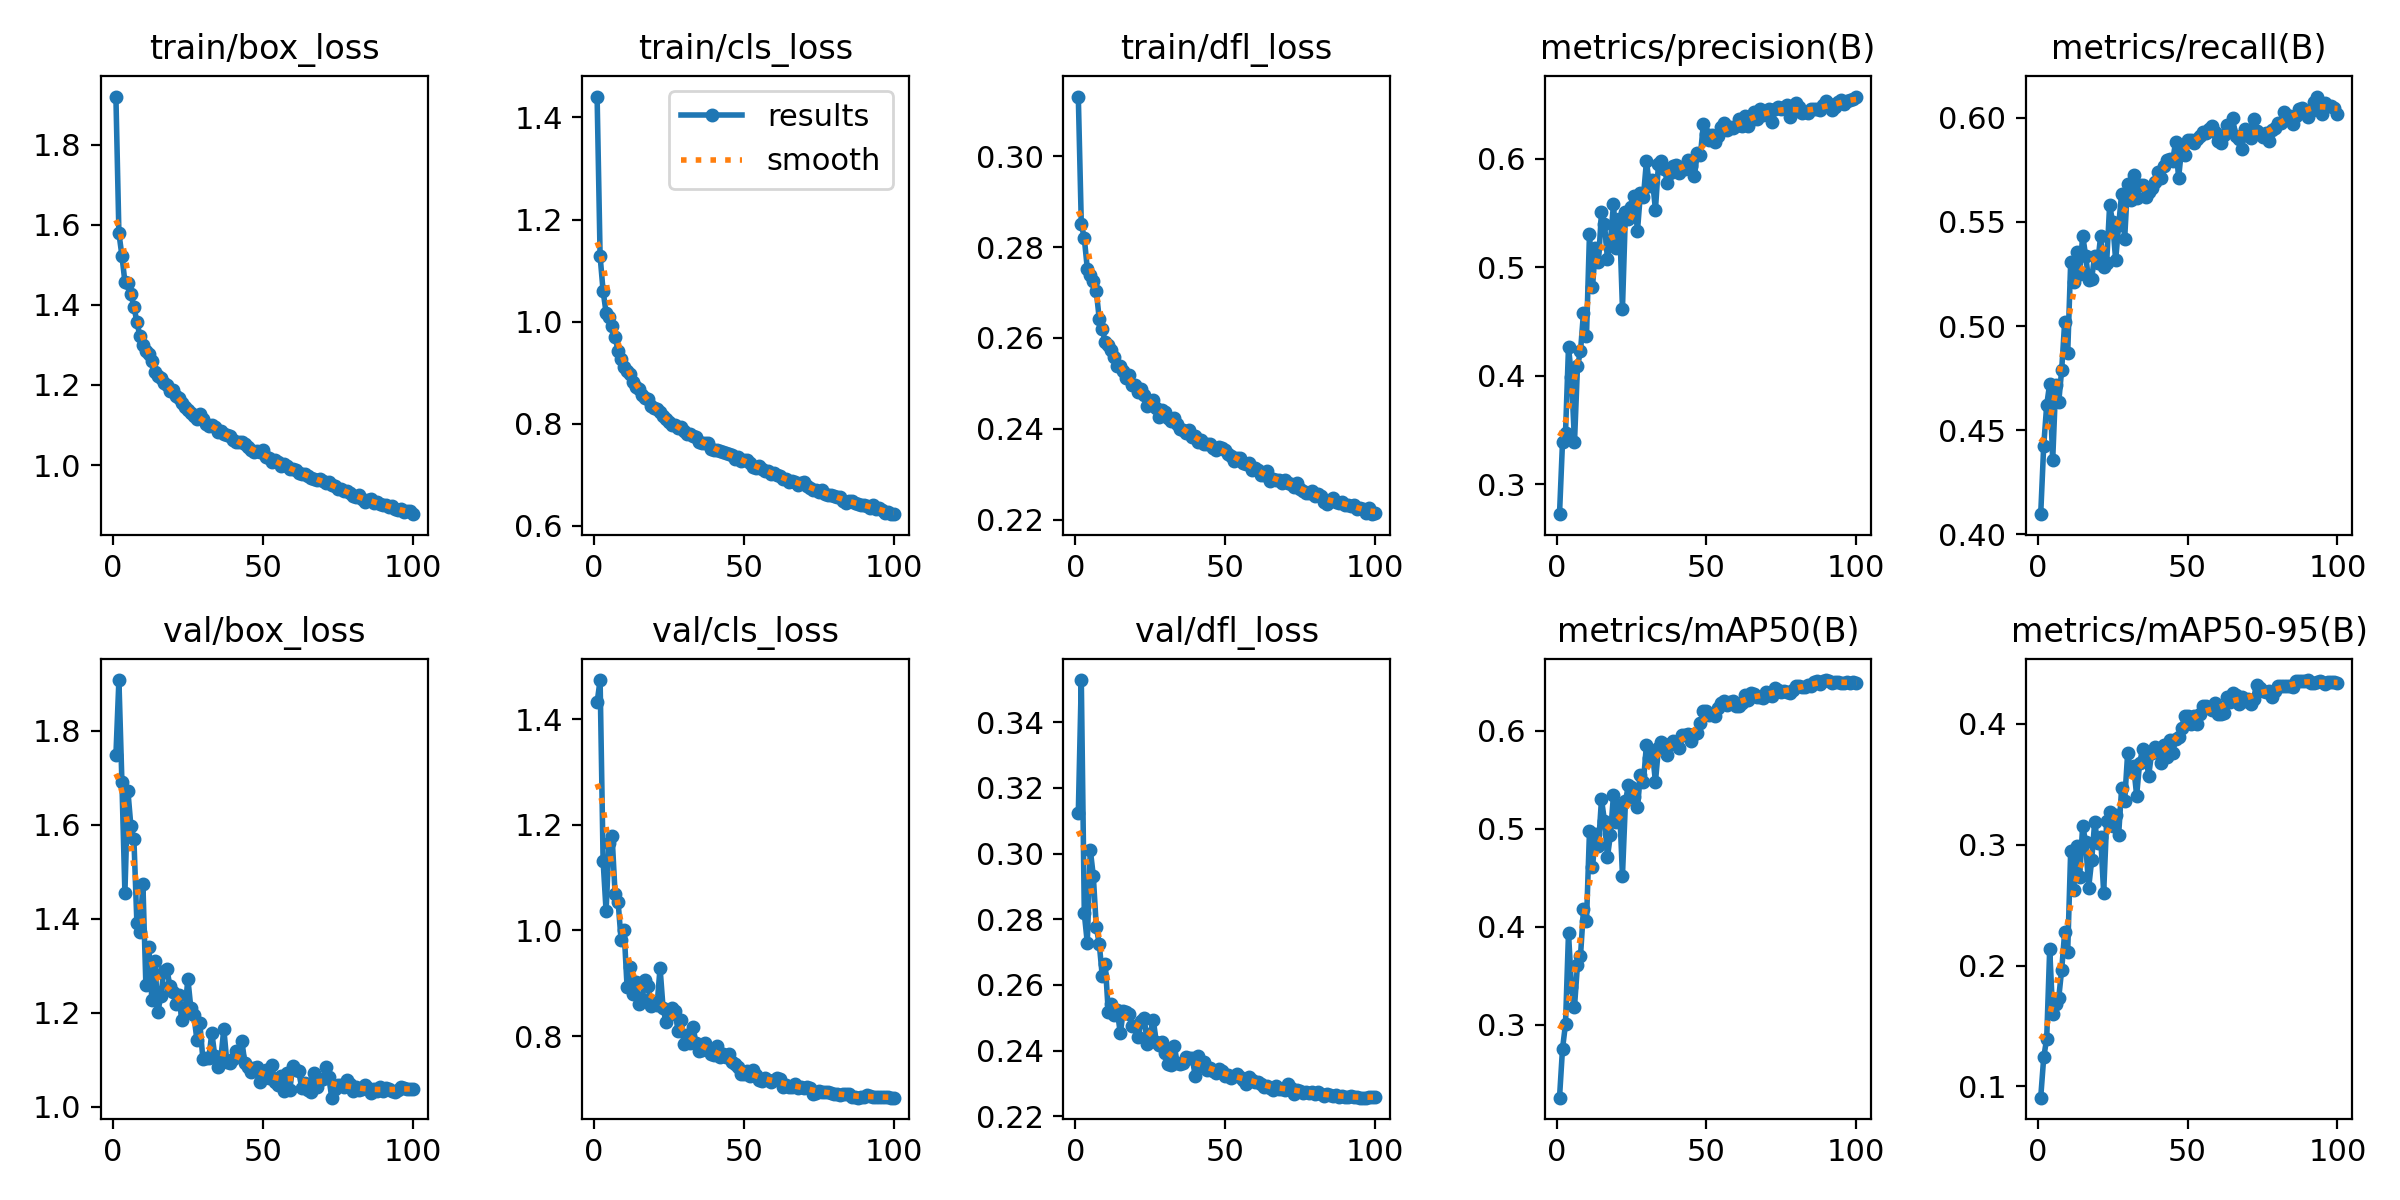 train/box_loss
1.8
1.6
1.4
1.2
1.0
0 50 100
train/cls_loss
results
smooth
1.4
1.2
1.0
0.8
0.6
0 50 100
train/dfl_loss
0.30
0.28
0.26
0.24
0.22
0 50 100
metrics/precision(B)
0.6
0.5
0.4
0.3
0 50 100
metrics/recall(B)
0.60
0.55
0.50
0.45
0.40
0 50 100
val/box_loss
1.8
1.6
1.4
1.2
1.0
0 50 100
val/cls_loss
1.4
1.2
1.0
0.8
0 50 100
val/dfl_loss
0.34
0.32
0.30
0.28
0.26
0.24
0.22
0 50 100
metrics/mAP50(B)
0.6
0.5
0.4
0.3
0 50 100
metrics/mAP50-95(B)
0.4
0.3
0.2
0.1
0 50 100